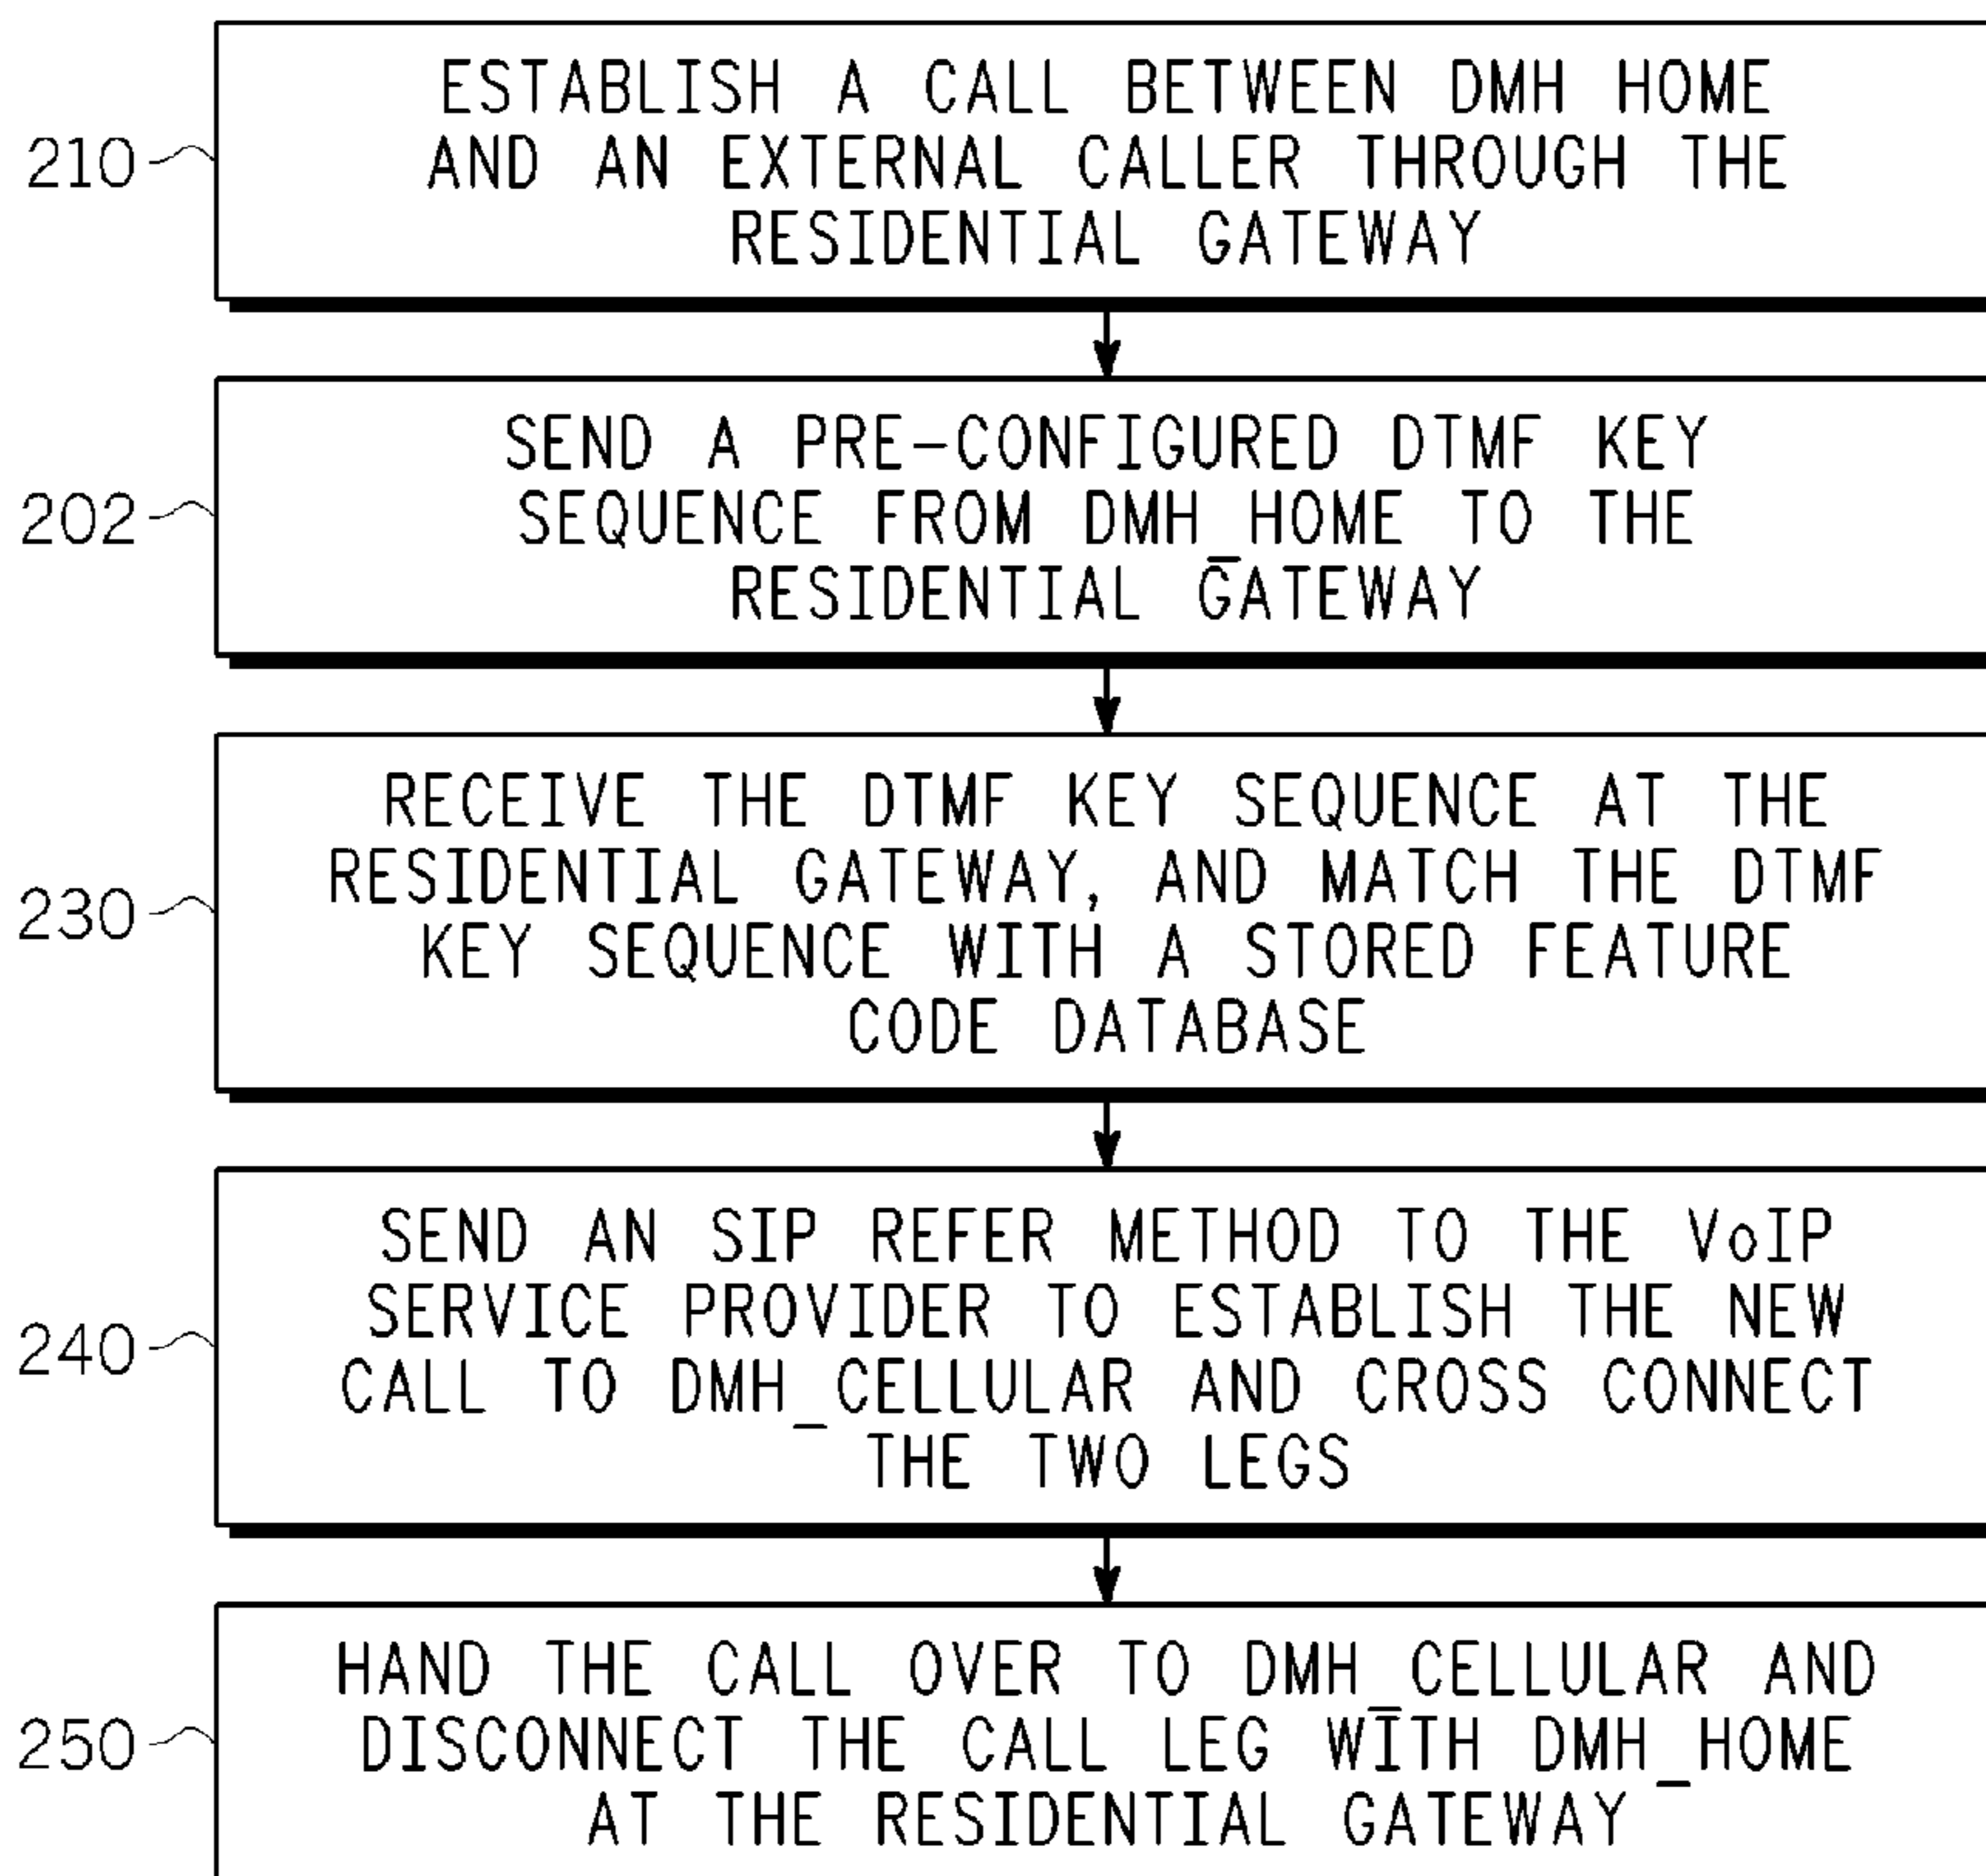 210
ESTABLISH A CALL BETWEEN DMH HOME
AND AN EXTERNAL CALLER THROUGH THE
RESIDENTIAL GATEWAY
202
SEND A PRE-CONFIGURED DTMF KEY
SEQUENCE FROM DMH_HOME TO THE
RESIDENTIAL GATEWAY
230
RECEIVE THE DTMF KEY SEQUENCE AT THE
RESIDENTIAL GATEWAY, AND MATCH THE DTMF
KEY SEQUENCE WITH A STORED FEATURE
CODE DATABASE
240
SEND AN SIP REFER METHOD TO THE VoIP
SERVICE PROVIDER TO ESTABLISH THE NEW
CALL TO DMH_CELLULAR AND CROSS CONNECT
THE TWO LEGS
250
HAND THE CALL OVER TO DMH_CELLULAR AND
DISCONNECT THE CALL LEG WITH DMH_HOME
AT THE RESIDENTIAL GATEWAY